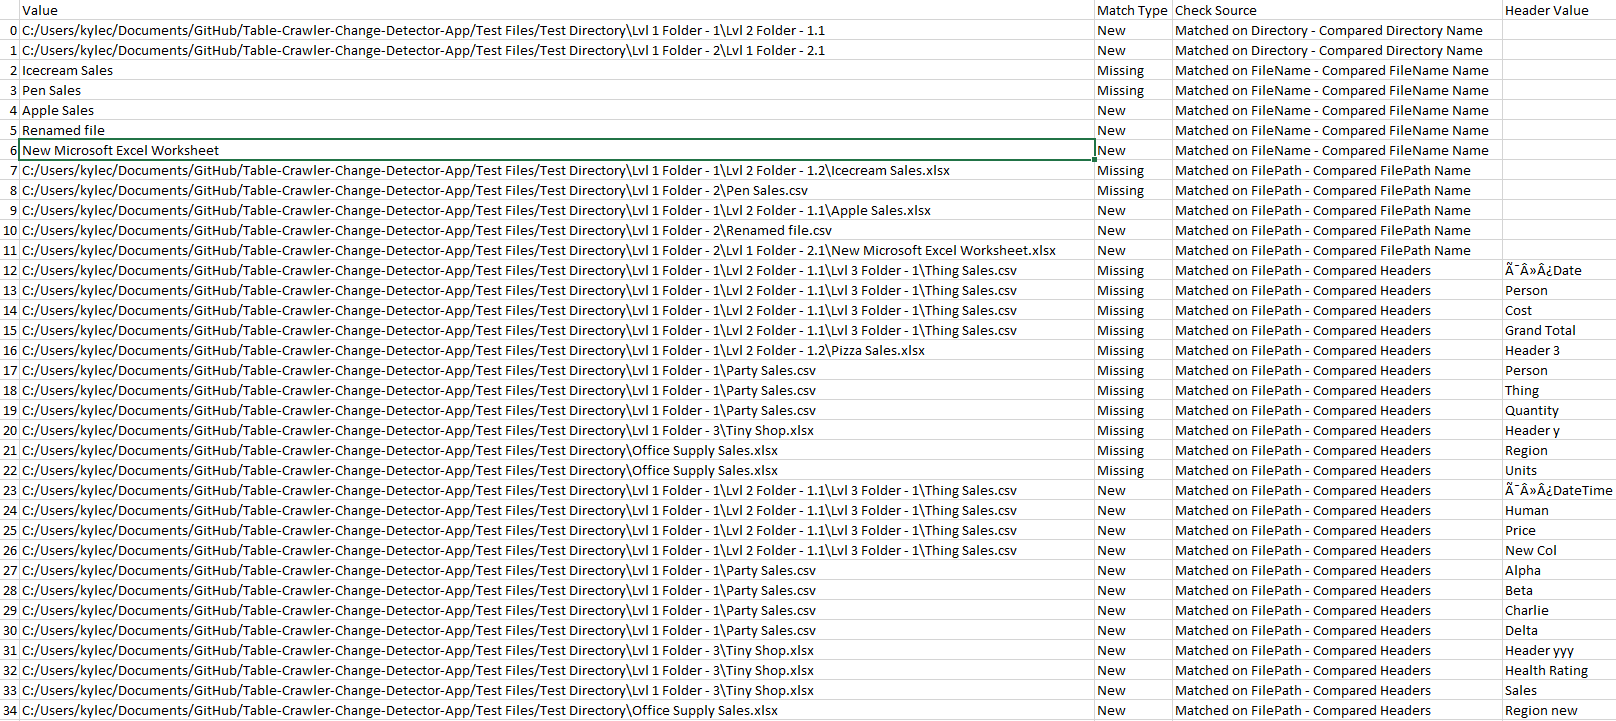 Value Match Type Check Source Header Value
0 C:/Users/kylec/Documents/GitHub/Table-Crawler-Change-Detector-App/Test Files/Test Directory\Lvl 1 Folder - 1\Lvl 2 Folder - 1.1 New Matched on Directory - Compared Directory Name
1 C:/Users/kylec/Documents/GitHub/Table-Crawler-Change-Detector-App/Test Files/Test Directory\Lvl 1 Folder - 2\Lvl 1 Folder - 2.1 New Matched on Directory - Compared Directory Name
2 Icecream Sales Missing Matched on FileName - Compared FileName Name
3 Pen Sales Missing Matched on FileName - Compared FileName Name
4 Apple Sales New Matched on FileName - Compared FileName Name
5 Renamed file New Matched on FileName - Compared FileName Name
6 New Microsoft Excel Worksheet New Matched on FileName - Compared FileName Name
7 C:/Users/kylec/Documents/GitHub/Table-Crawler-Change-Detector-App/Test Files/Test Directory\Lvl 1 Folder - 1\Lvl 2 Folder - 1.2\Icecream Sales.xlsx Missing Matched on FilePath - Compared FilePath Name
8 C:/Users/kylec/Documents/GitHub/Table-Crawler-Change-Detector-App/Test Files/Test Directory\Lvl 1 Folder - 2\Pen Sales.csv Missing Matched on FilePath - Compared FilePath Name
9 C:/Users/kylec/Documents/GitHub/Table-Crawler-Change-Detector-App/Test Files/Test Directory\Lvl 1 Folder - 1\Lvl 2 Folder - 1.1\Apple Sales.xlsx New Matched on FilePath - Compared FilePath Name
10 C:/Users/kylec/Documents/GitHub/Table-Crawler-Change-Detector-App/Test Files/Test Directory\Lvl 1 Folder - 2\Renamed file.csv New Matched on FilePath - Compared FilePath Name
11 C:/Users/kylec/Documents/GitHub/Table-Crawler-Change-Detector-App/Test Files/Test Directory\Lvl 1 Folder - 2\Lvl 1 Folder - 2.1\New Microsoft Excel Worksheet.xlsx New Matched on FilePath - Compared FilePath Name
12 C:/Users/kylec/Documents/GitHub/Table-Crawler-Change-Detector-App/Test Files/Test Directory\Lvl 1 Folder - 1\Lvl 2 Folder - 1.1\Lvl 3 Folder - 1\Thing Sales.csv Missing Matched on FilePath - Compared Headers Ã¯Â»Â¿Date
13 C:/Users/kylec/Documents/GitHub/Table-Crawler-Change-Detector-App/Test Files/Test Directory\Lvl 1 Folder - 1\Lvl 2 Folder - 1.1\Lvl 3 Folder - 1\Thing Sales.csv Missing Matched on FilePath - Compared Headers Person
14 C:/Users/kylec/Documents/GitHub/Table-Crawler-Change-Detector-App/Test Files/Test Directory\Lvl 1 Folder - 1\Lvl 2 Folder - 1.1\Lvl 3 Folder - 1\Thing Sales.csv Missing Matched on FilePath - Compared Headers Cost
15 C:/Users/kylec/Documents/GitHub/Table-Crawler-Change-Detector-App/Test Files/Test Directory\Lvl 1 Folder - 1\Lvl 2 Folder - 1.1\Lvl 3 Folder - 1\Thing Sales.csv Missing Matched on FilePath - Compared Headers Grand Total
16 C:/Users/kylec/Documents/GitHub/Table-Crawler-Change-Detector-App/Test Files/Test Directory\Lvl 1 Folder - 1\Lvl 2 Folder - 1.2\Pizza Sales.xlsx Missing Matched on FilePath - Compared Headers Header 3
17 C:/Users/kylec/Documents/GitHub/Table-Crawler-Change-Detector-App/Test Files/Test Directory\Lvl 1 Folder - 1\Party Sales.csv Missing Matched on FilePath - Compared Headers Person
18 C:/Users/kylec/Documents/GitHub/Table-Crawler-Change-Detector-App/Test Files/Test Directory\Lvl 1 Folder - 1\Party Sales.csv Missing Matched on FilePath - Compared Headers Thing
19 C:/Users/kylec/Documents/GitHub/Table-Crawler-Change-Detector-App/Test Files/Test Directory\Lvl 1 Folder - 1\Party Sales.csv Missing Matched on FilePath - Compared Headers Quantity
20 C:/Users/kylec/Documents/GitHub/Table-Crawler-Change-Detector-App/Test Files/Test Directory\Lvl 1 Folder - 3\Tiny Shop.xlsx Missing Matched on FilePath - Compared Headers Header y
21 C:/Users/kylec/Documents/GitHub/Table-Crawler-Change-Detector-App/Test Files/Test Directory\Office Supply Sales.xlsx Missing Matched on FilePath - Compared Headers Region
22 C:/Users/kylec/Documents/GitHub/Table-Crawler-Change-Detector-App/Test Files/Test Directory\Office Supply Sales.xlsx Missing Matched on FilePath - Compared Headers Units
23 C:/Users/kylec/Documents/GitHub/Table-Crawler-Change-Detector-App/Test Files/Test Directory\Lvl 1 Folder - 1\Lvl 2 Folder - 1.1\Lvl 3 Folder - 1\Thing Sales.csv New Matched on FilePath - Compared Headers Ã¯Â»Â¿DateTime
24 C:/Users/kylec/Documents/GitHub/Table-Crawler-Change-Detector-App/Test Files/Test Directory\Lvl 1 Folder - 1\Lvl 2 Folder - 1.1\Lvl 3 Folder - 1\Thing Sales.csv New Matched on FilePath - Compared Headers Human
25 C:/Users/kylec/Documents/GitHub/Table-Crawler-Change-Detector-App/Test Files/Test Directory\Lvl 1 Folder - 1\Lvl 2 Folder - 1.1\Lvl 3 Folder - 1\Thing Sales.csv New Matched on FilePath - Compared Headers Price
26 C:/Users/kylec/Documents/GitHub/Table-Crawler-Change-Detector-App/Test Files/Test Directory\Lvl 1 Folder - 1\Lvl 2 Folder - 1.1\Lvl 3 Folder - 1\Thing Sales.csv New Matched on FilePath - Compared Headers New Col
27 C:/Users/kylec/Documents/GitHub/Table-Crawler-Change-Detector-App/Test Files/Test Directory\Lvl 1 Folder - 1\Party Sales.csv New Matched on FilePath - Compared Headers Alpha
28 C:/Users/kylec/Documents/GitHub/Table-Crawler-Change-Detector-App/Test Files/Test Directory\Lvl 1 Folder - 1\Party Sales.csv New Matched on FilePath - Compared Headers Beta
29 C:/Users/kylec/Documents/GitHub/Table-Crawler-Change-Detector-App/Test Files/Test Directory\Lvl 1 Folder - 1\Party Sales.csv New Matched on FilePath - Compared Headers Charlie
30 C:/Users/kylec/Documents/GitHub/Table-Crawler-Change-Detector-App/Test Files/Test Directory\Lvl 1 Folder - 1\Party Sales.csv New Matched on FilePath - Compared Headers Delta
31 C:/Users/kylec/Documents/GitHub/Table-Crawler-Change-Detector-App/Test Files/Test Directory\Lvl 1 Folder - 3\Tiny Shop.xlsx New Matched on FilePath - Compared Headers Header yyy
32 C:/Users/kylec/Documents/GitHub/Table-Crawler-Change-Detector-App/Test Files/Test Directory\Lvl 1 Folder - 3\Tiny Shop.xlsx New Matched on FilePath - Compared Headers Health Rating
33 C:/Users/kylec/Documents/GitHub/Table-Crawler-Change-Detector-App/Test Files/Test Directory\Lvl 1 Folder - 3\Tiny Shop.xlsx New Matched on FilePath - Compared Headers Sales
34 C:/Users/kylec/Documents/GitHub/Table-Crawler-Change-Detector-App/Test Files/Test Directory\Office Supply Sales.xlsx New Matched on FilePath - Compared Headers Region new